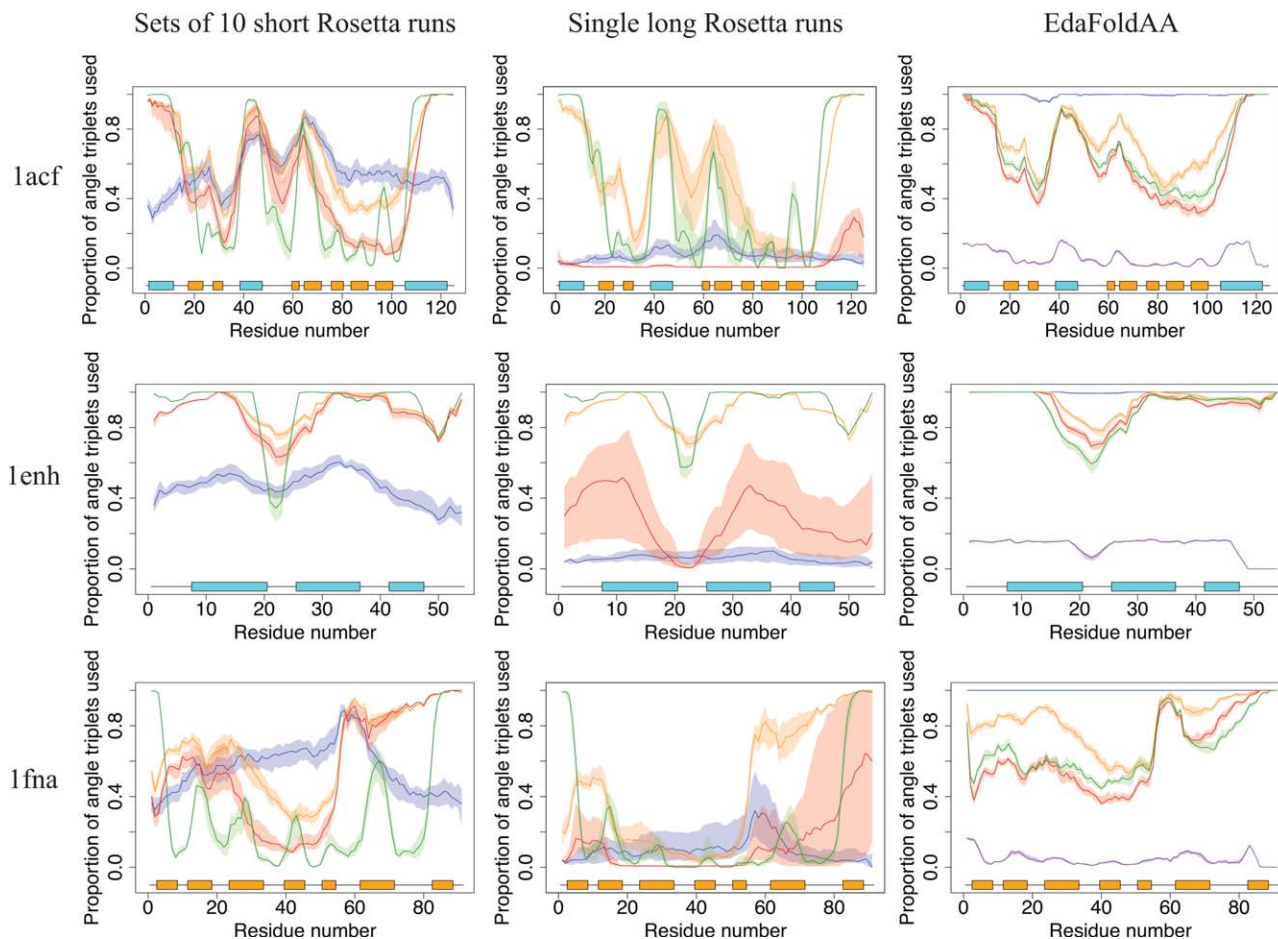 Sets of 10 short Rosetta runs
Single long Rosetta runs
EdaFoldAA
1acf
Proportion of angle triplets used
0.0 0.4 0.8
0 20 40 60 80 100 120
Residue number
Proportion of angle triplets used
0.0 0.4 0.8
0 20 40 60 80 100 120
Residue number
Proportion of angle triplets used
0.0 0.4 0.8
0 20 40 60 80 100 120
Residue number
1enh
Proportion of angle triplets used
0.0 0.4 0.8
0 10 20 30 40 50
Residue number
Proportion of angle triplets used
0.0 0.4 0.8
0 10 20 30 40 50
Residue number
Proportion of angle triplets used
0.0 0.4 0.8
0 10 20 30 40 50
Residue number
1fna
Proportion of angle triplets used
0.0 0.4 0.8
0 20 40 60 80
Residue number
Proportion of angle triplets used
0.0 0.4 0.8
0 20 40 60 80
Residue number
Proportion of angle triplets used
0.0 0.4 0.8
0 20 40 60 80
Residue number